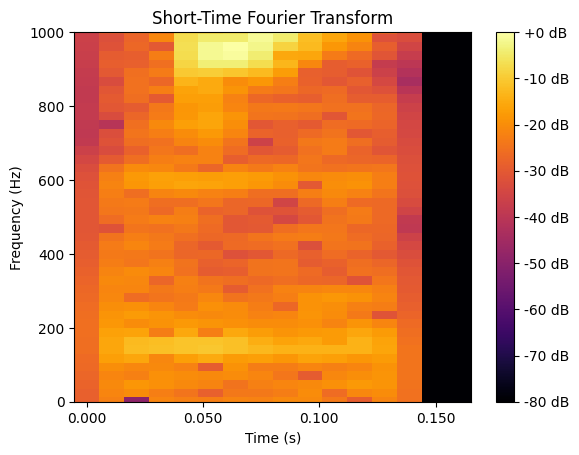 Short-Time Fourier Transform
1000
800
600
400
200
0
Frequency (Hz)
0.000
0.050
0.100
0.150
Time (s)
+0 dB
-10 dB
-20 dB
-30 dB
-40 dB
-50 dB
-60 dB
-70 dB
-80 dB